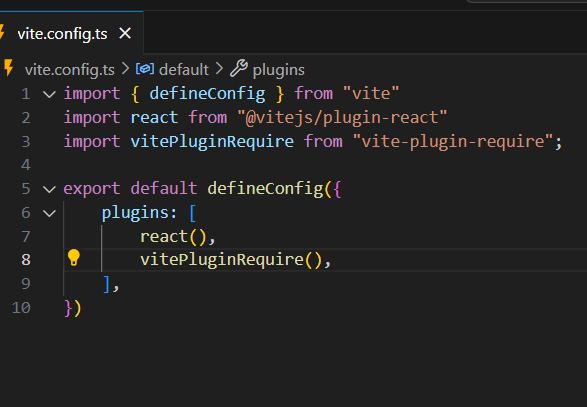 vite.config.ts ×
vite.config.ts > default > plugins
1 import { defineConfig } from "vite"
2 import react from "@vitejs/plugin-react"
3 import vitePluginRequire from "vite-plugin-require";
4
5 export default defineConfig({
6 plugins: [
7 react(),
8 vitePluginRequire(),
9 ],
10 })